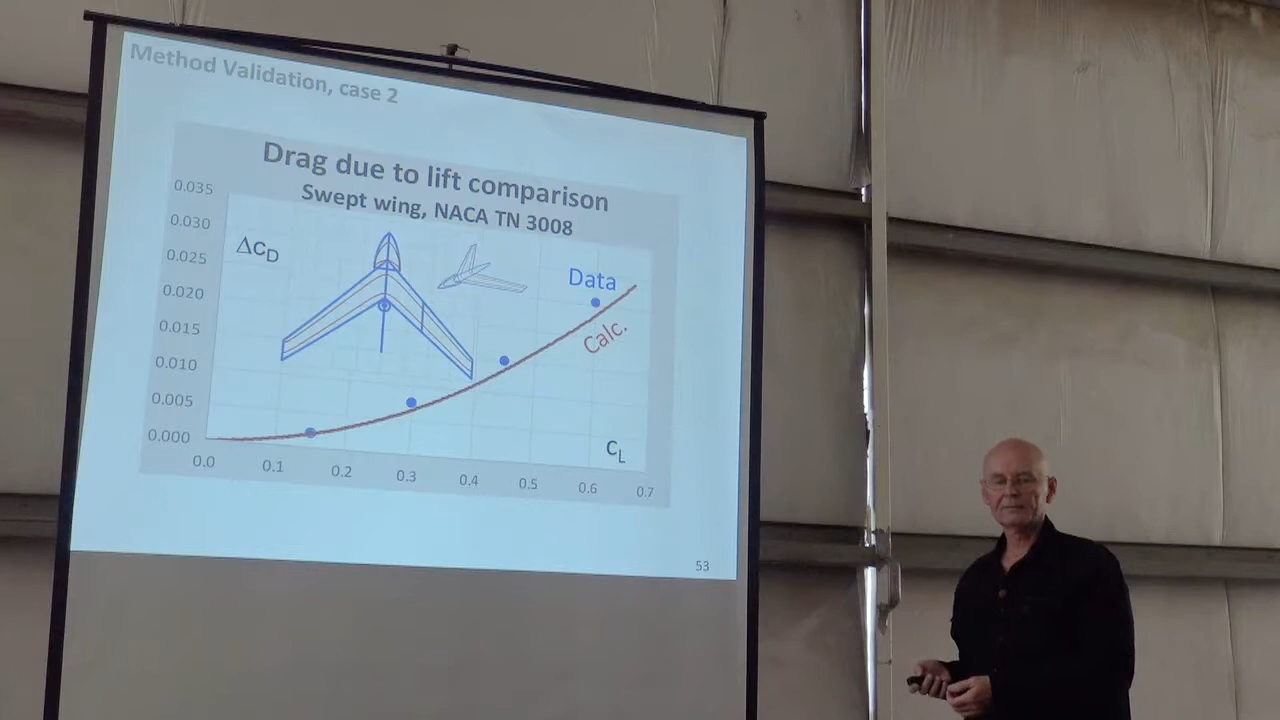 Method Validation, case 2
Drag due to lift comparison
Swept wing, NACA TN 3008
0.035
0.030
0.025
0.020
0.015
0.010
0.005
0.000
ΔCD
Data
Calc.
CL
0.0 0.1 0.2 0.3 0.4 0.5 0.6 0.7
53